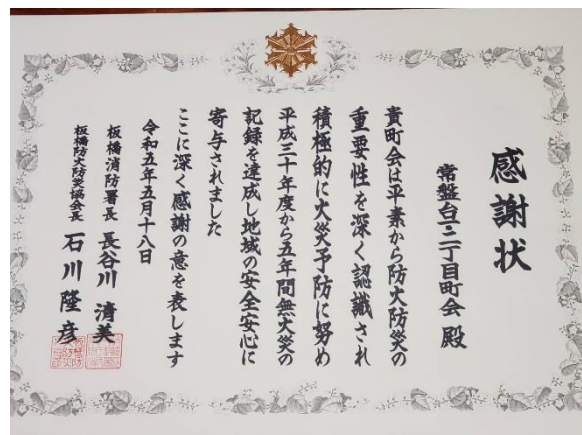 感謝状
常盤台一・二丁目町会 殿
貴町会は平素から防火防災の
重要性を深く認識され
積極的に火災予防に努め
平成三十年度から五年間無火災の
記録を達成し地域の安全安心に
寄与されました
ここに深く感謝の意を表します
令和五年五月十八日
板橋消防署長 長谷川 清美
板橋防火防災協会長 石川 隆彦